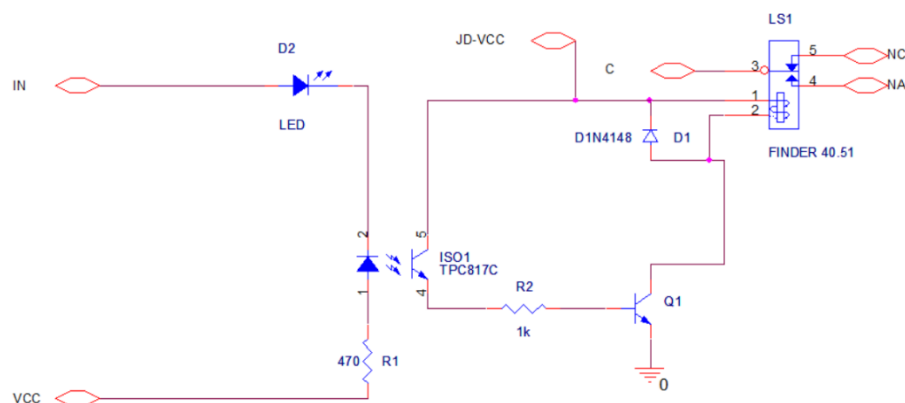 LS1
D2
JD-VCC
5
NC
C
3
IN
4
NA
1
2
LED
D1N4148
D1
FINDER 40.51
2
5
ISO1
TPC817C
R2
1
4
Q1
1k
470
R1
0
VCC